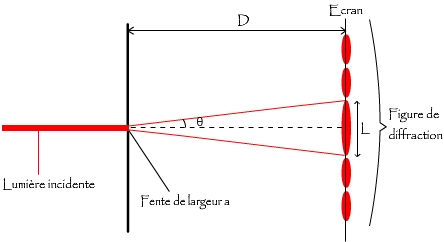 Ecran
D
θ
L
Figure de
diffraction
Lumière incidente
Fente de largeur a